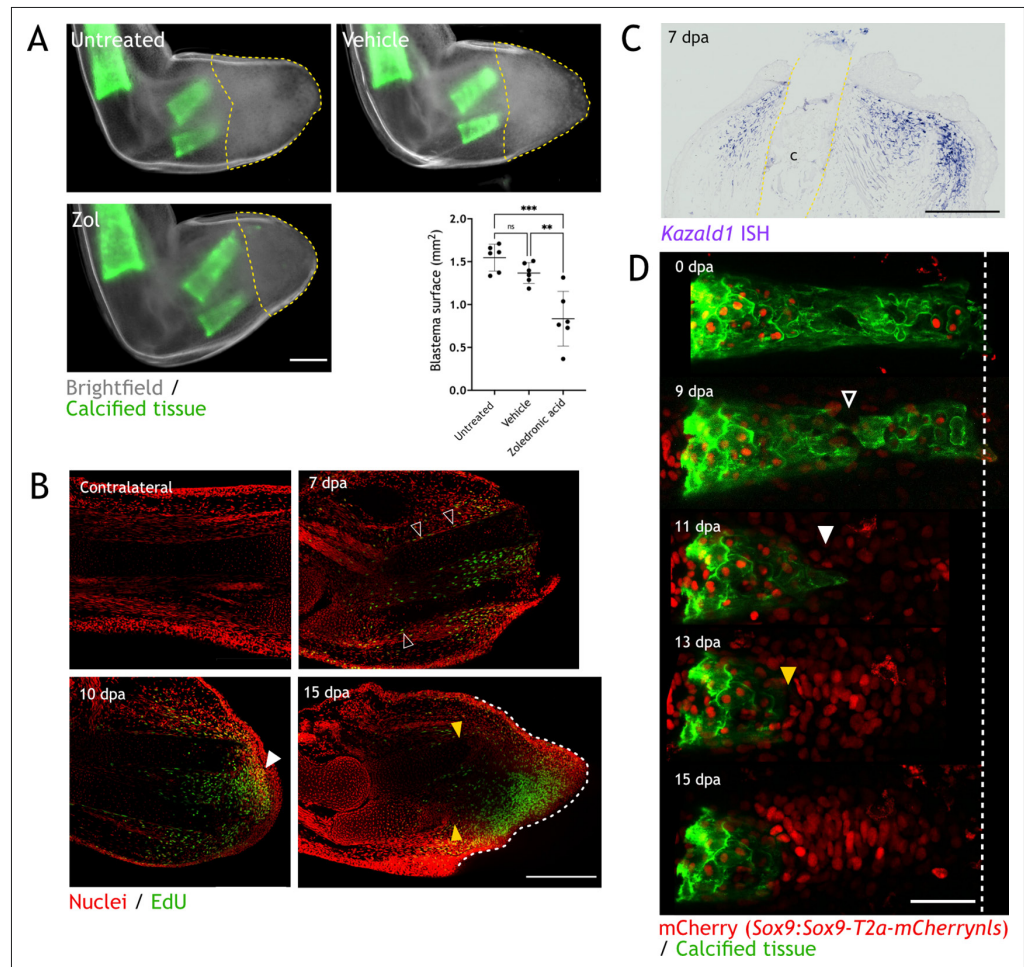 A
Untreated
Vehicle
Zol
Brightfield /
Calcified tissue
***
ns
**
2.0
1.5
1.0
0.5
0.0
Blastema surface (mm²)
Untreated
Vehicle
Zoledronic acid
B
Contralateral
7 dpa
10 dpa
15 dpa
Nuclei / EdU
C
7 dpa
c
Kazald1 ISH
D
0 dpa
9 dpa
11 dpa
13 dpa
15 dpa
mCherry (Sox9:Sox9-T2a-mCherrynls)
/ Calcified tissue